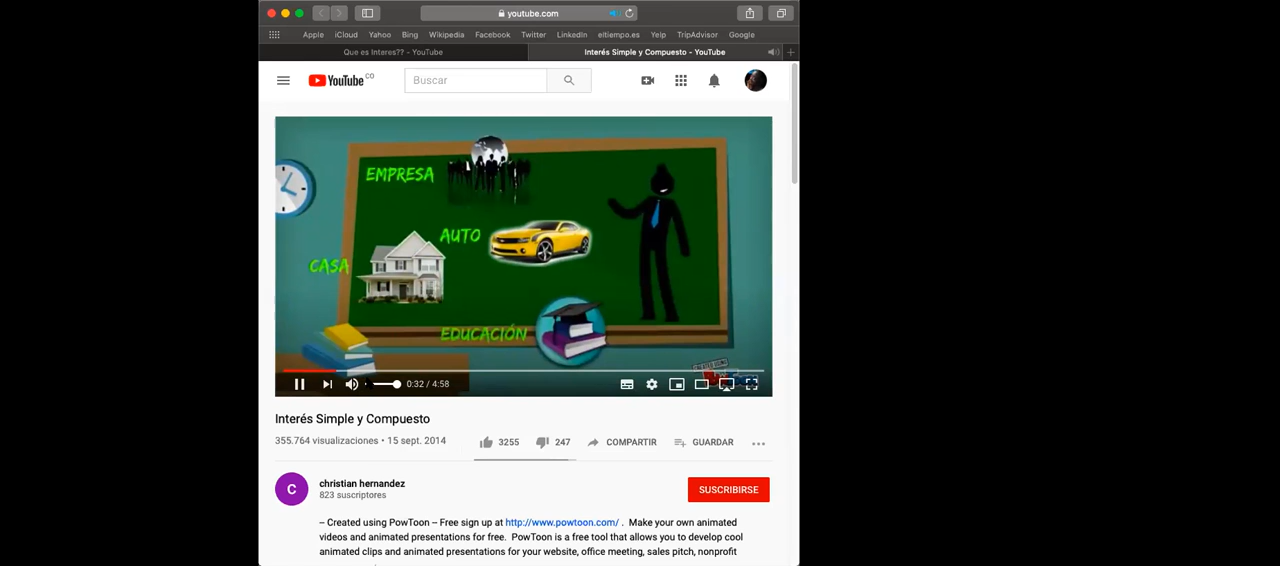 youtube.com
Apple iCloud Yahoo Bing Wikipedia Facebook Twitter LinkedIn eltiempo.es Yelp TripAdvisor Google
Que es Interes?? - YouTube Interés Simple y Compuesto - YouTube
YouTube CO Buscar
EMPRESA
AUTO
CASA
EDUCACIÓN
0:32 / 4:58
Interés Simple y Compuesto
355.764 visualizaciones • 15 sept. 2014 3255 247 COMPARTIR GUARDAR
C christian hernandez SUSCRIBIRSE
823 suscriptores
-- Created using PowToon -- Free sign up at http://www.powtoon.com/ . Make your own animated
videos and animated presentations for free. PowToon is a free tool that allows you to develop cool
animated clips and animated presentations for your website, office meeting, sales pitch, nonprofit